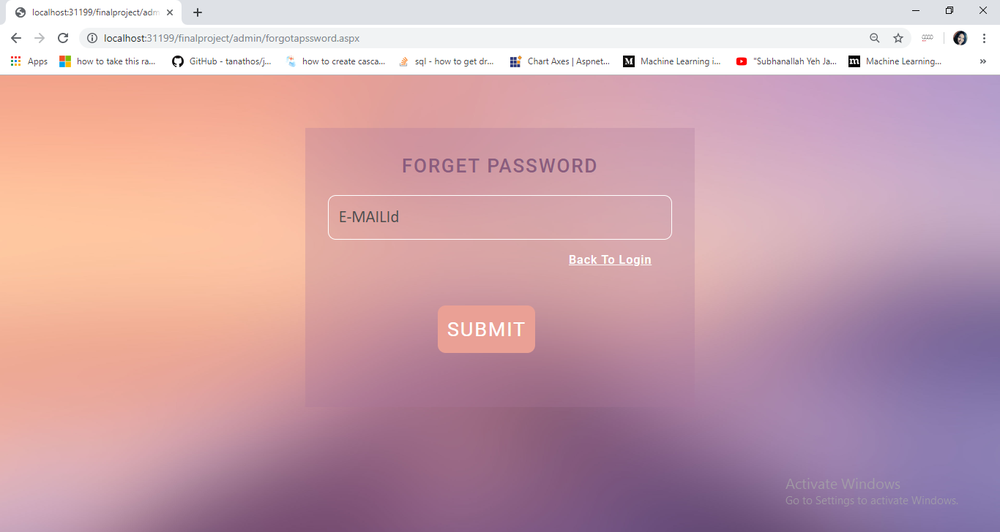 localhost:31199/finalproject/adm
localhost:31199/finalproject/admin/forgotapssword.aspx
Apps
how to take this ra...
GitHub - tanathos/j...
how to create casca...
sql - how to get dr...
Chart Axes | Aspnet...
M
Machine Learning i...
"Subhanallah Yeh Ja...
m
Machine Learning...
»
FORGET PASSWORD
E-MAILId
Back To Login
SUBMIT
Activate Windows
Go to Settings to activate Windows.